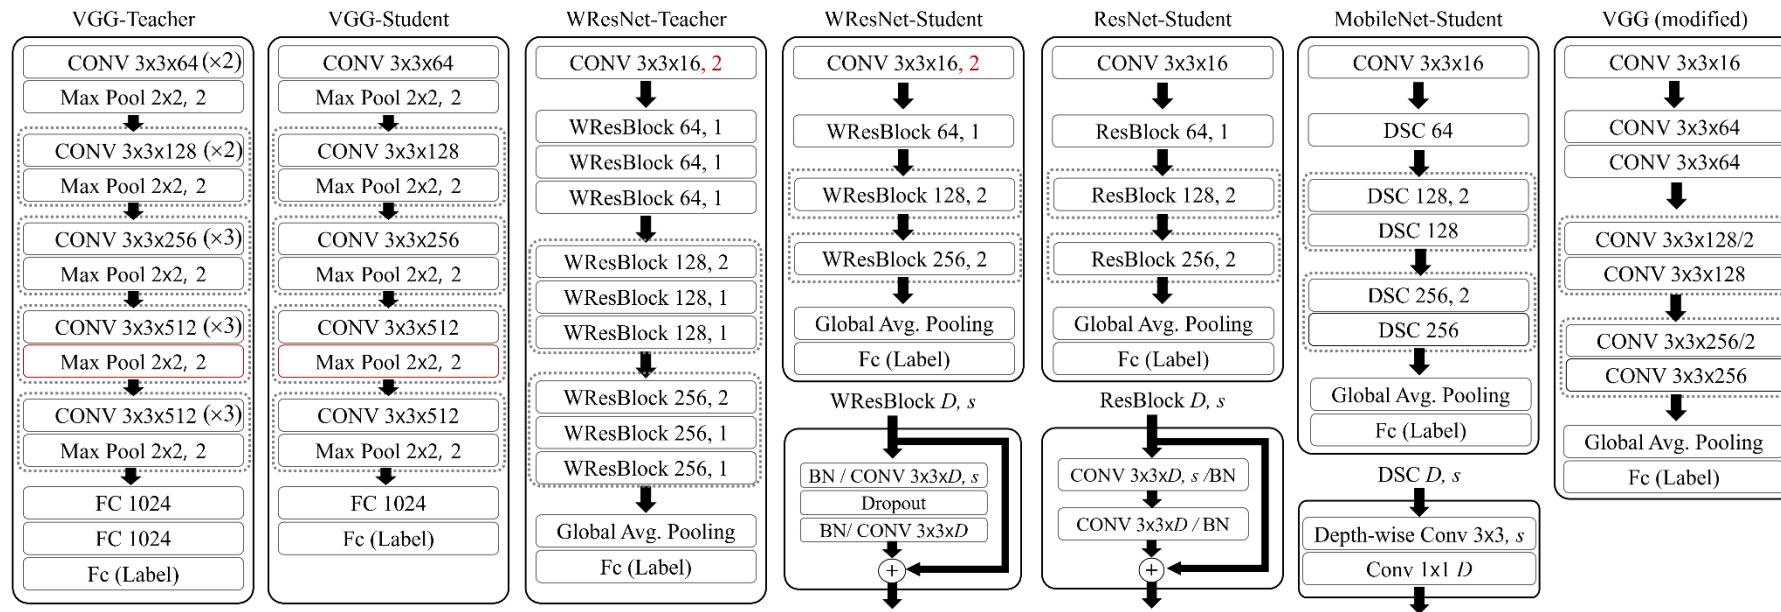 VGG-Teacher
CONV 3x3x64 (×2)
Max Pool 2x2, 2
CONV 3x3x128 (×2)
Max Pool 2x2, 2
CONV 3x3x256 (×3)
Max Pool 2x2, 2
CONV 3x3x512 (×3)
Max Pool 2x2, 2
CONV 3x3x512 (×3)
Max Pool 2x2, 2
FC 1024
FC 1024
Fc (Label)
VGG-Student
CONV 3x3x64
Max Pool 2x2, 2
CONV 3x3x128
Max Pool 2x2, 2
CONV 3x3x256
Max Pool 2x2, 2
CONV 3x3x512
Max Pool 2x2, 2
CONV 3x3x512
Max Pool 2x2, 2
FC 1024
Fc (Label)
WResNet-Teacher
CONV 3x3x16, 2
WResBlock 64, 1
WResBlock 64, 1
WResBlock 64, 1
WResBlock 128, 2
WResBlock 128, 1
WResBlock 128, 1
WResBlock 256, 2
WResBlock 256, 1
WResBlock 256, 1
Global Avg. Pooling
Fc (Label)
WResNet-Student
CONV 3x3x16, 2
WResBlock 64, 1
WResBlock 128, 2
WResBlock 256, 2
Global Avg. Pooling
Fc (Label)
WResBlock D, s
BN / CONV 3x3xD, s
Dropout
BN/ CONV 3x3xD
+
ResNet-Student
CONV 3x3x16
ResBlock 64, 1
ResBlock 128, 2
ResBlock 256, 2
Global Avg. Pooling
Fc (Label)
ResBlock D, s
CONV 3x3xD, s /BN
CONV 3x3xD / BN
+
MobileNet-Student
CONV 3x3x16
DSC 64
DSC 128, 2
DSC 128
DSC 256, 2
DSC 256
Global Avg. Pooling
Fc (Label)
DSC D, s
Depth-wise Conv 3x3, s
Conv 1x1 D
VGG (modified)
CONV 3x3x16
CONV 3x3x64
CONV 3x3x64
CONV 3x3x128/2
CONV 3x3x128
CONV 3x3x256/2
CONV 3x3x256
Global Avg. Pooling
Fc (Label)